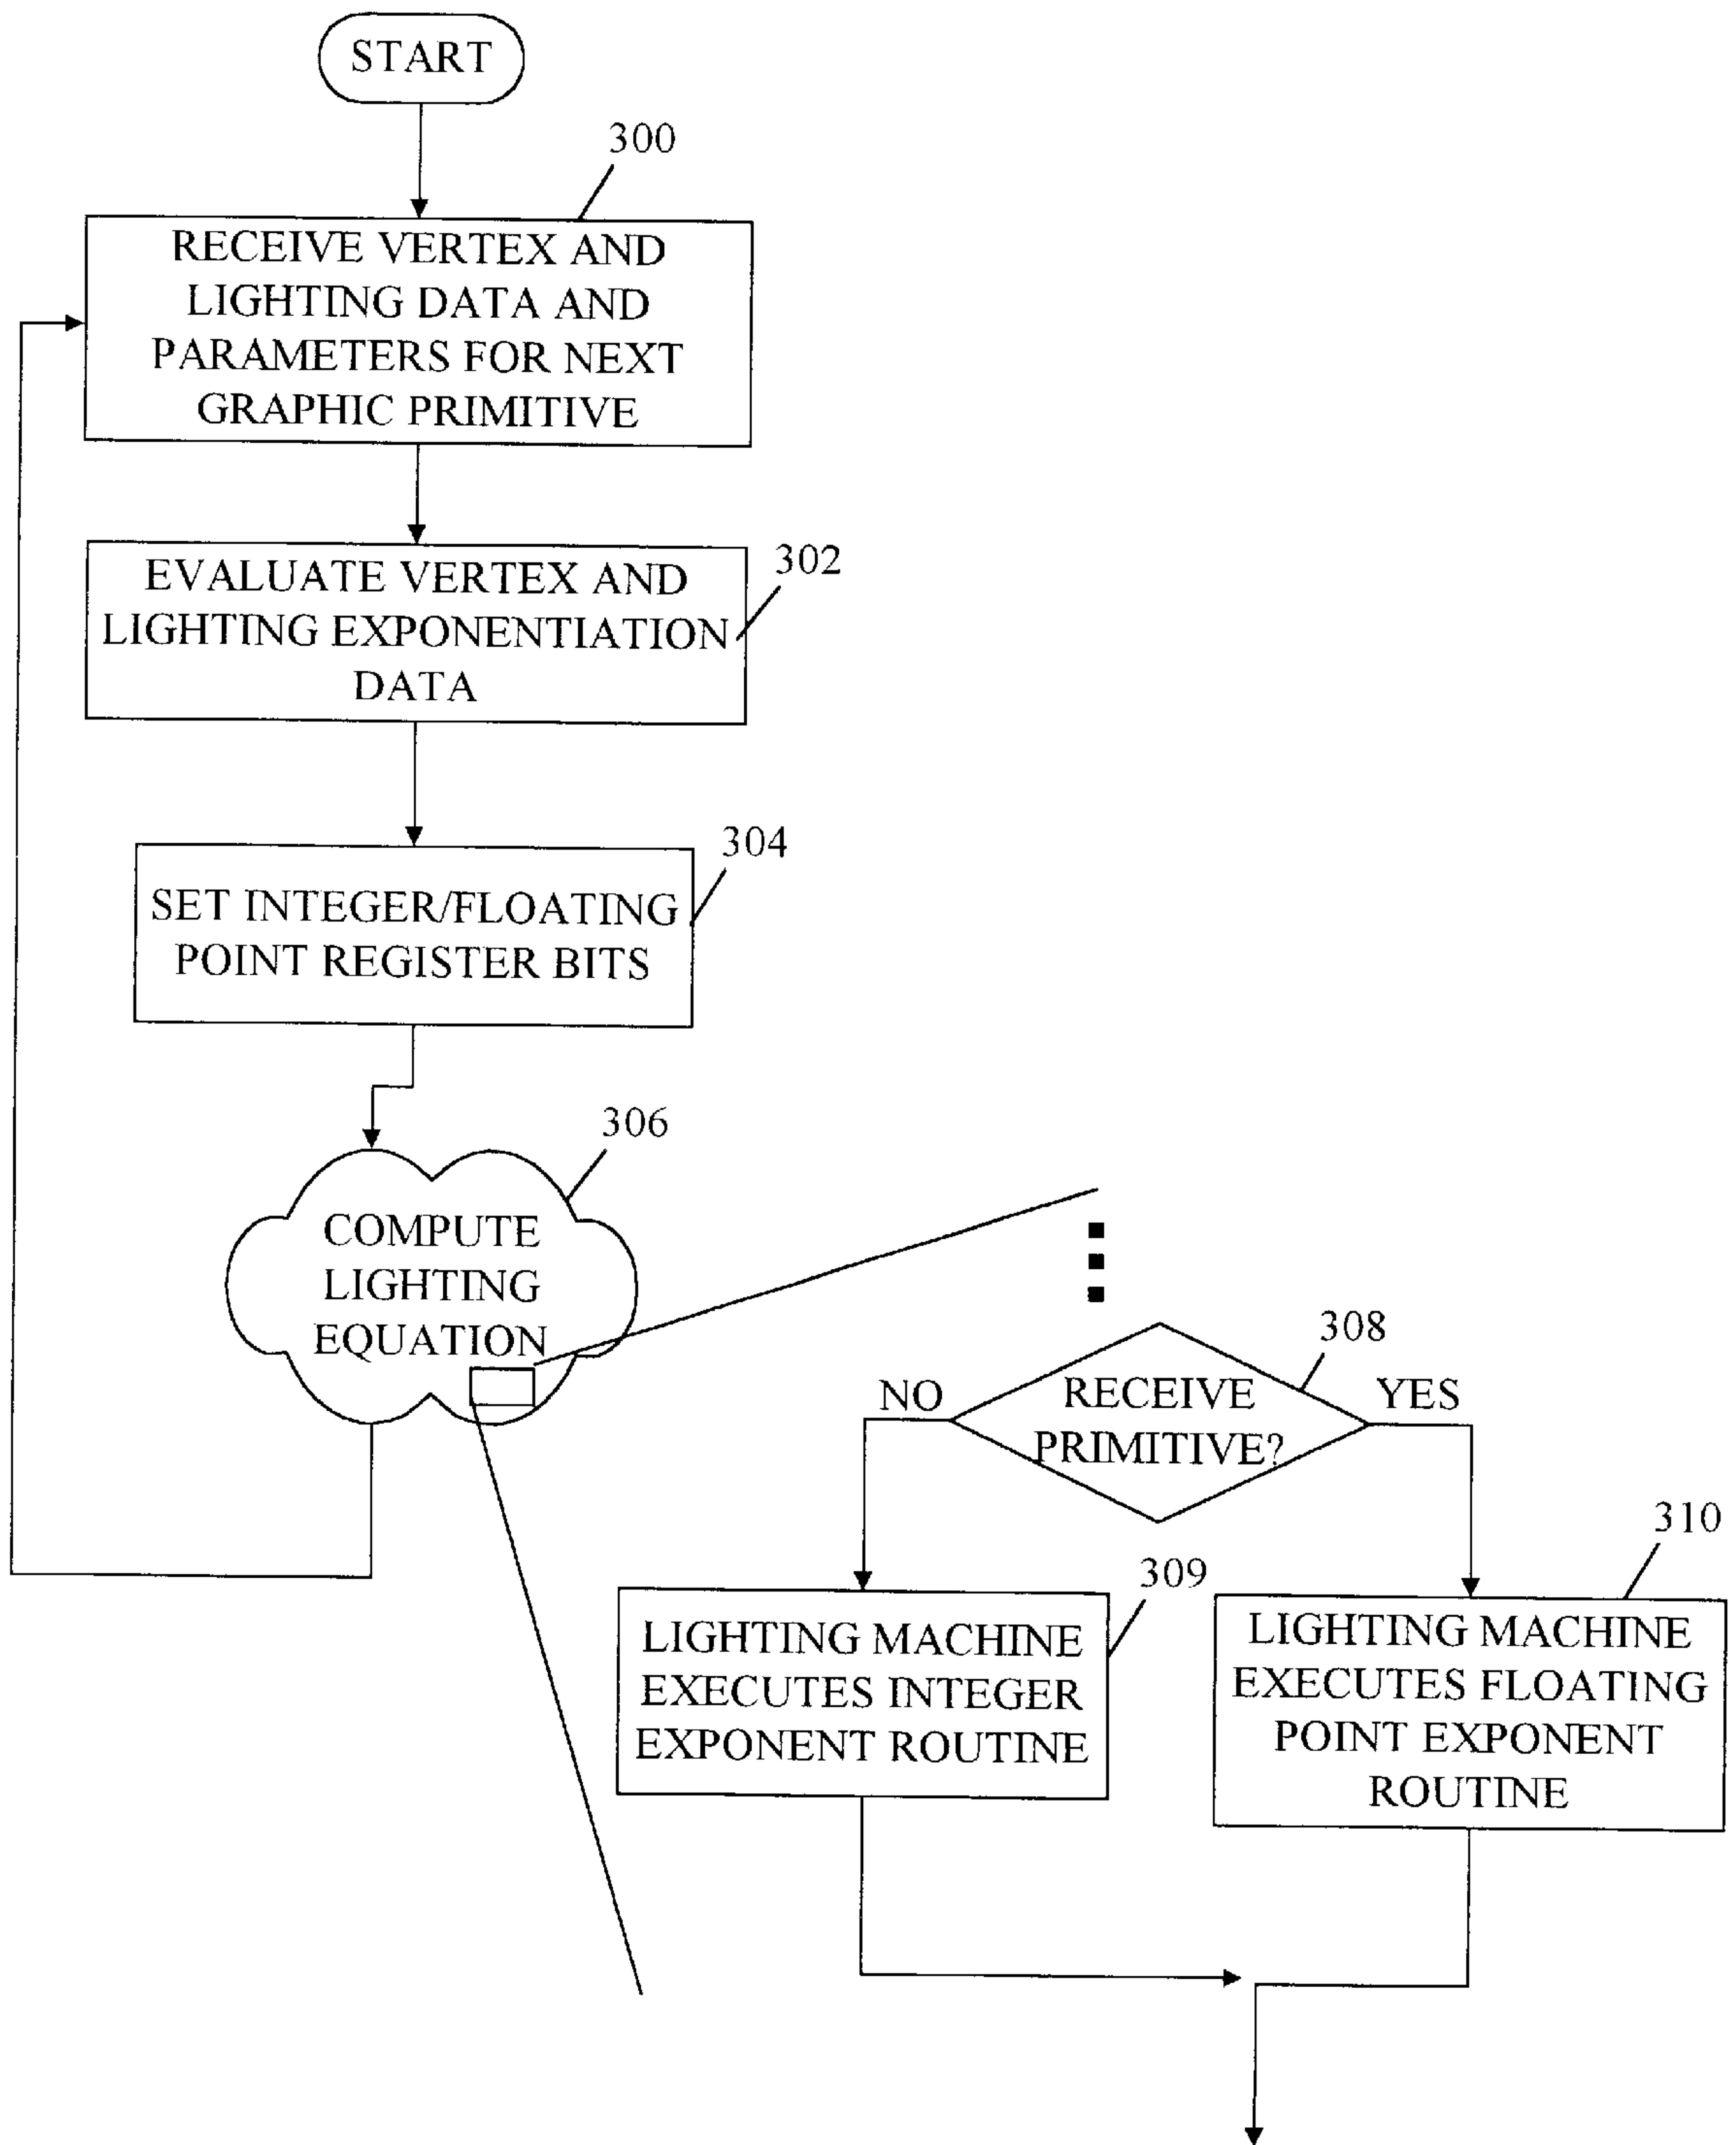 START
300
RECEIVE VERTEX AND
LIGHTING DATA AND
PARAMETERS FOR NEXT
GRAPHIC PRIMITIVE
302
EVALUATE VERTEX AND
LIGHTING EXPONENTIATION
DATA
304
SET INTEGER/FLOATING
POINT REGISTER BITS
306
COMPUTE
LIGHTING
EQUATION
308
NO
RECEIVE
PRIMITIVE?
YES
309
LIGHTING MACHINE
EXECUTES INTEGER
EXPONENT ROUTINE
310
LIGHTING MACHINE
EXECUTES FLOATING
POINT EXPONENT
ROUTINE